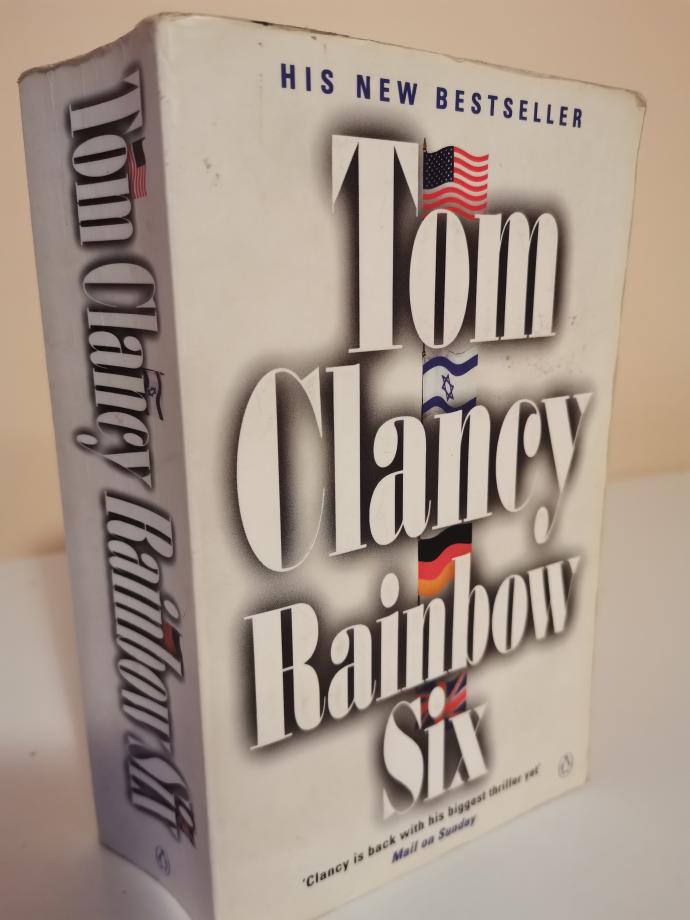 HIS NEW BESTSELLER
Tom
Clancy
Rainbow
Six
'Clancy is back with his biggest thriller yet'
Mail on Sunday
Tom Clancy Rainbow Six